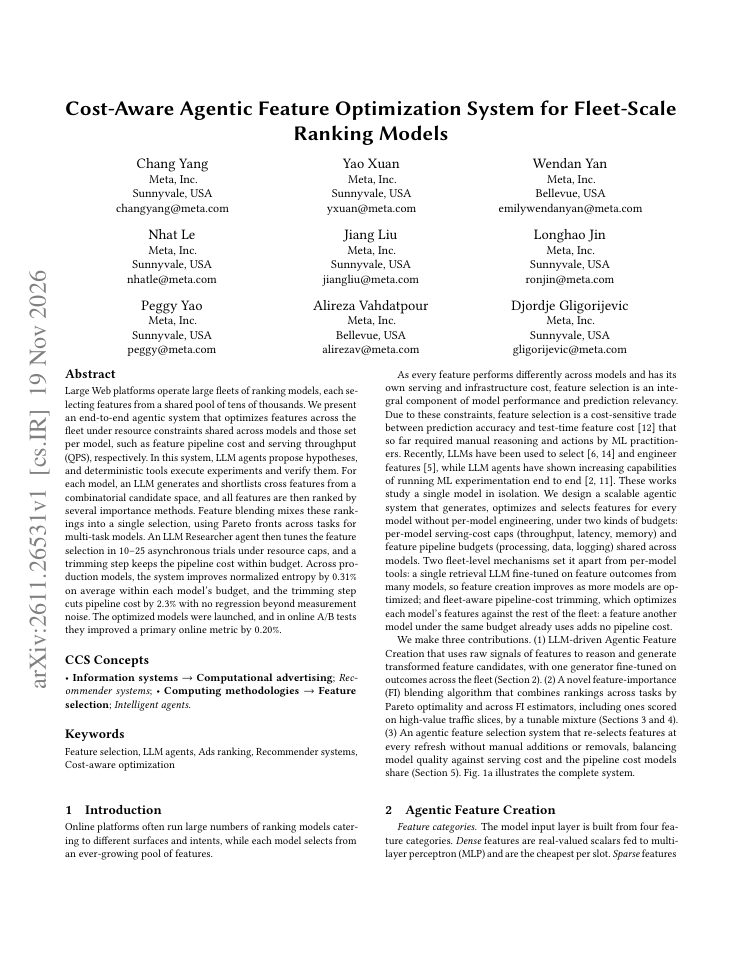 Cost-Aware Agentic Feature Optimization System for Fleet-Scale
Ranking Models
Chang Yang
Meta, Inc.
Sunnyvale, USA
changyang@meta.com
Yao Xuan
Meta, Inc.
Sunnyvale, USA
yxuan@meta.com
Wendan Yan
Meta, Inc.
Bellevue, USA
emilywendanyan@meta.com
Nhat Le
Meta, Inc.
Sunnyvale, USA
nhatle@meta.com
Jiang Liu
Meta, Inc.
Sunnyvale, USA
jiangliu@meta.com
Longhao Jin
Meta, Inc.
Sunnyvale, USA
ronjin@meta.com
Peggy Yao
Meta, Inc.
Sunnyvale, USA
peggy@meta.com
Alireza Vahdatpour
Meta, Inc.
Bellevue, USA
alirezav@meta.com
Djordje Gligorijevic
Meta, Inc.
Sunnyvale, USA
gligorijevic@meta.com
arXiv:2611.26531v1 [cs.IR] 19 Nov 2026
Abstract
Large Web platforms operate large fleets of ranking models, each se-
lecting features from a shared pool of tens of thousands. We present
an end-to-end agentic system that optimizes features across the
fleet under resource constraints shared across models and those set
per model, such as feature pipeline cost and serving throughput
(QPS), respectively. In this system, LLM agents propose hypotheses,
and deterministic tools execute experiments and verify them. For
each model, an LLM generates and shortlists cross features from a
combinatorial candidate space, and all features are then ranked by
several importance methods. Feature blending mixes these rank-
ings into a single selection, using Pareto fronts across tasks for
multi-task models. An LLM Researcher agent then tunes the feature
selection in 10–25 asynchronous trials under resource caps, and a
trimming step keeps the pipeline cost within budget. Across pro-
duction models, the system improves normalized entropy by 0.31%
on average within each model's budget, and the trimming step
cuts pipeline cost by 2.3% with no regression beyond measurement
noise. The optimized models were launched, and in online A/B tests
they improved a primary online metric by 0.20%.
CCS Concepts
• Information systems → Computational advertising; Rec-
ommender systems; • Computing methodologies → Feature
selection; Intelligent agents.
Keywords
Feature selection, LLM agents, Ads ranking, Recommender systems,
Cost-aware optimization
1 Introduction
Online platforms often run large numbers of ranking models cater-
ing to different surfaces and intents, while each model selects from
an ever-growing pool of features.
As every feature performs differently across models and has its
own serving and infrastructure cost, feature selection is an inte-
gral component of model performance and prediction relevancy.
Due to these constraints, feature selection is a cost-sensitive trade
between prediction accuracy and test-time feature cost [12] that
so far required manual reasoning and actions by ML practition-
ers. Recently, LLMs have been used to select [6, 14] and engineer
features [5], while LLM agents have shown increasing capabilities
of running ML experimentation end to end [2, 11]. These works
study a single model in isolation. We design a scalable agentic
system that generates, optimizes and selects features for every
model without per-model engineering, under two kinds of budgets:
per-model serving-cost caps (throughput, latency, memory) and
feature pipeline budgets (processing, data, logging) shared across
models. Two fleet-level mechanisms set it apart from per-model
tools: a single retrieval LLM fine-tuned on feature outcomes from
many models, so feature creation improves as more models are op-
timized; and fleet-aware pipeline-cost trimming, which optimizes
each model's features against the rest of the fleet: a feature another
model under the same budget already uses adds no pipeline cost.
We make three contributions. (1) LLM-driven Agentic Feature
Creation that uses raw signals of features to reason and generate
transformed feature candidates, with one generator fine-tuned on
outcomes across the fleet (Section 2). (2) A novel feature-importance
(FI) blending algorithm that combines rankings across tasks by
Pareto optimality and across FI estimators, including ones scored
on high-value traffic slices, by a tunable mixture (Sections 3 and 4).
(3) An agentic feature selection system that re-selects features at
every refresh without manual additions or removals, balancing
model quality against serving cost and the pipeline cost models
share (Section 5). Fig. 1a illustrates the complete system.
2 Agentic Feature Creation
Feature categories. The model input layer is built from four fea-
ture categories. Dense features are real-valued scalars fed to multi-
layer perceptron (MLP) and are the cheapest per slot. Sparse features